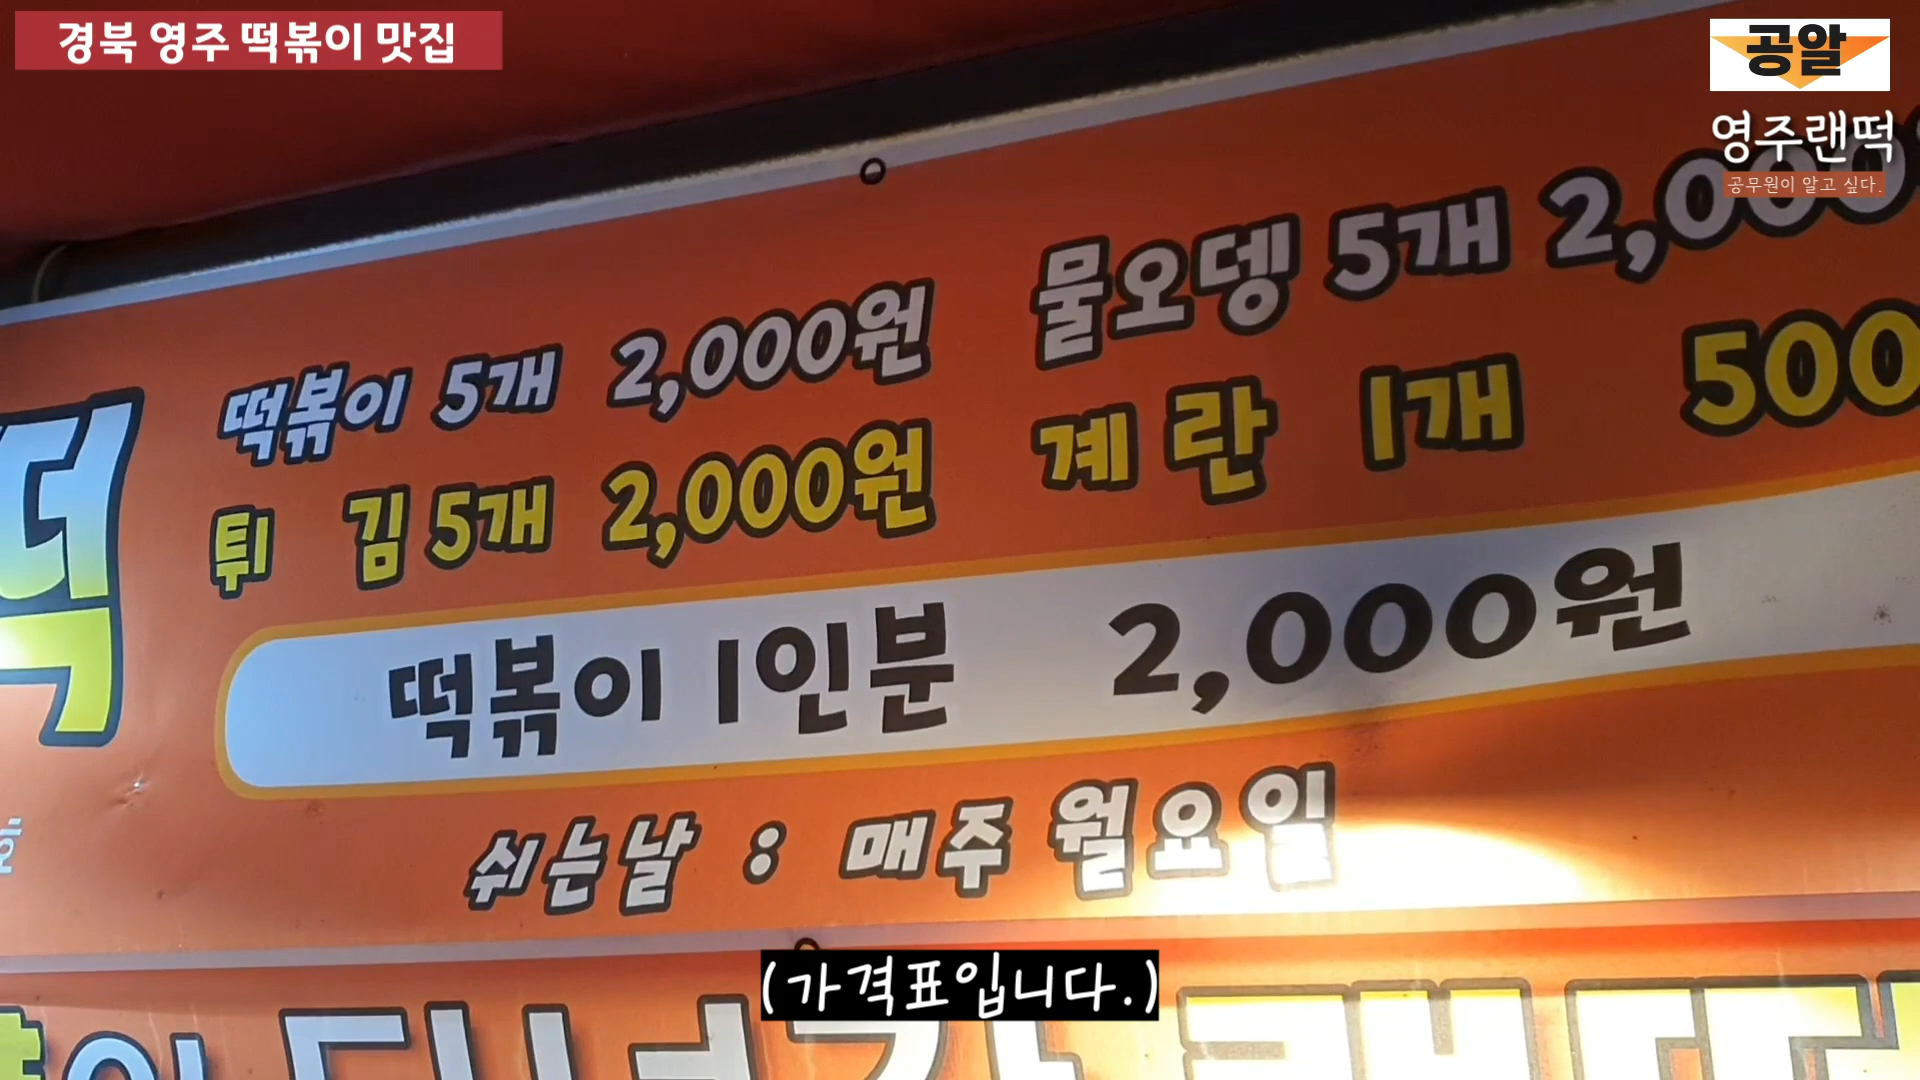 경북 영주 떡볶이 맛집
공알
영주랜떡
공무원이 알고 싶다.
떡볶이 5개 2,000원 물오뎅 5개 2,000
튀 김 5개 2,000원 계 란 1개 500
떡
떡볶이 1인분 2,000원
쉬는날 : 매주 월요일
호
(가격표입니다.)